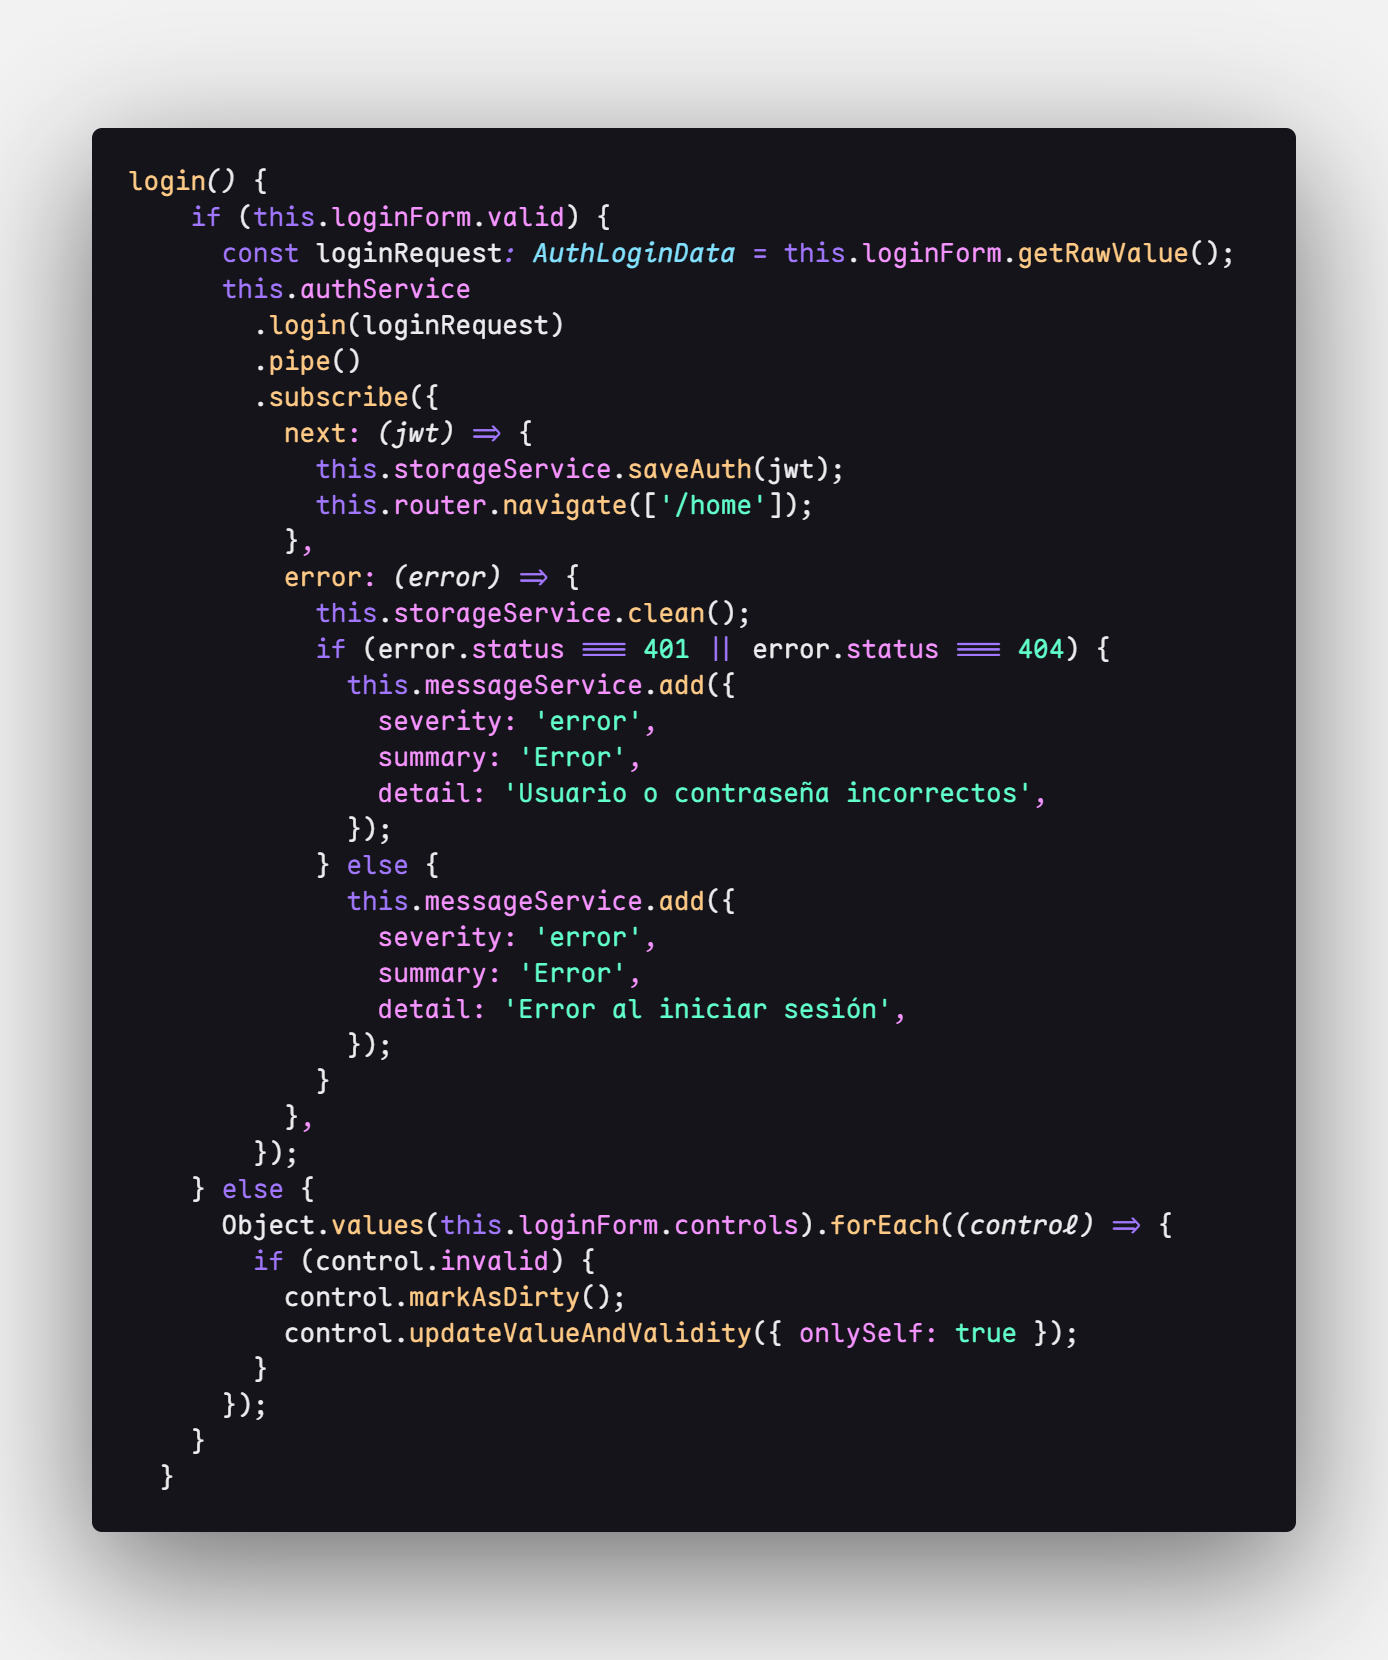 login() {
    if (this.loginForm.valid) {
      const loginRequest: AuthLoginData = this.loginForm.getRawValue();
      this.authService
        .login(loginRequest)
        .pipe()
        .subscribe({
          next: (jwt) => {
            this.storageService.saveAuth(jwt);
            this.router.navigate(['/home']);
          },
          error: (error) => {
            this.storageService.clean();
            if (error.status === 401 || error.status === 404) {
              this.messageService.add({
                severity: 'error',
                summary: 'Error',
                detail: 'Usuario o contraseña incorrectos',
              });
            } else {
              this.messageService.add({
                severity: 'error',
                summary: 'Error',
                detail: 'Error al iniciar sesión',
              });
            }
          },
        });
    } else {
      Object.values(this.loginForm.controls).forEach((control) => {
        if (control.invalid) {
          control.markAsDirty();
          control.updateValueAndValidity({ onlySelf: true });
        }
      });
    }
  }